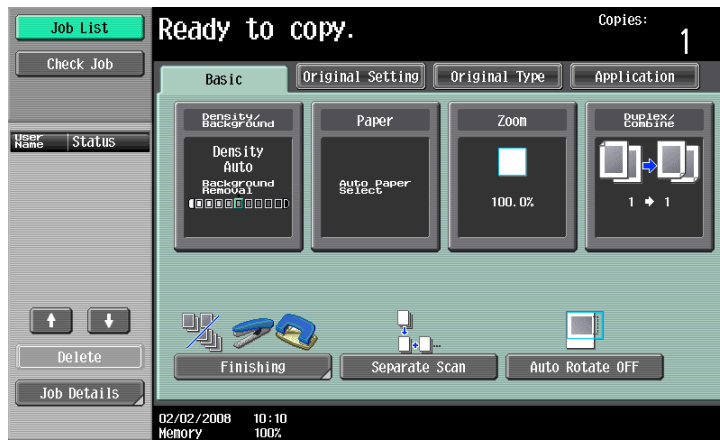 Job List
Check Job
User Name Status
Delete
Job Details
Ready to copy.
Copies:
1
Basic
Original Setting
Original Type
Application
Density/
Background
Density
Auto
Background
Removal
Paper
Auto Paper
Select
Zoom
100.0%
Duplex/
Combine
1 → 1
Finishing
Separate Scan
Auto Rotate OFF
02/02/2008 10:10
Memory 100%